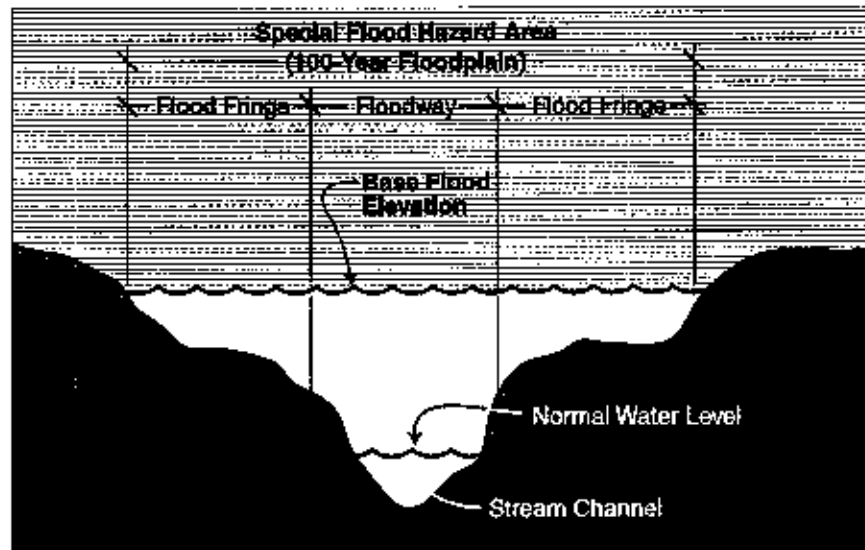 Special Flood Hazard Area
(100-Year Floodplain)
Flood Fringe Floodway Flood Fringe
Base Flood
Elevation
Normal Water Level
Stream Channel